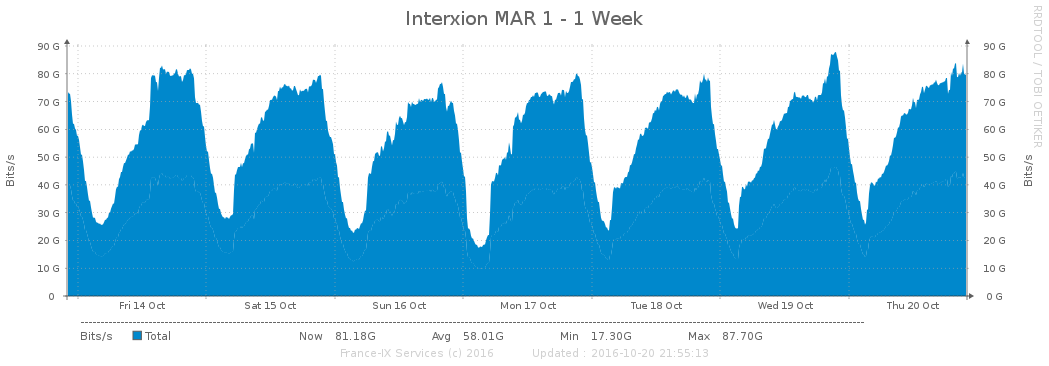 Interxion MAR 1 - 1 Week
RRDTOOL / TOBI OETIKER
Bits/s
90 G 90 G
80 G 80 G
70 G 70 G
60 G 60 G
50 G 50 G
40 G 40 G
30 G 30 G
20 G 20 G
10 G 10 G
0 0 G
Bits/s
Fri 14 Oct Sat 15 Oct Sun 16 Oct Mon 17 Oct Tue 18 Oct Wed 19 Oct Thu 20 Oct
Bits/s Total Now 81.18G Avg 58.01G Min 17.30G Max 87.70G
France-IX Services (c) 2016 Updated : 2016-10-20 21:55:13